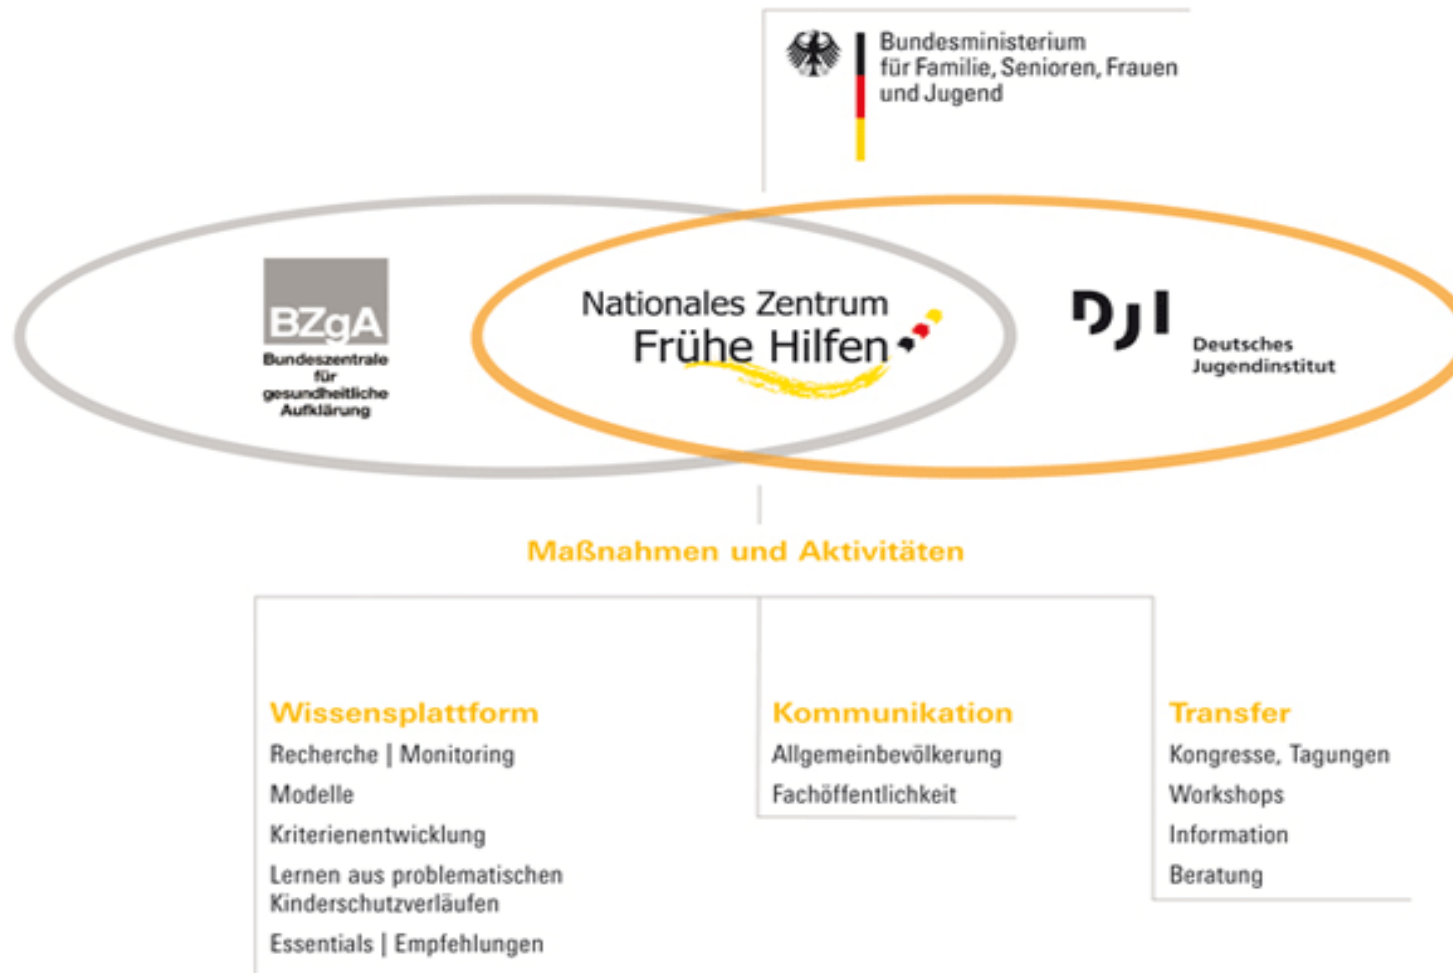 Bundesministerium
für Familie, Senioren, Frauen
und Jugend
BZgA
Bundeszentrale
für
gesundheitliche
Aufklärung
Nationales Zentrum
Frühe Hilfen
DJI
Deutsches
Jugendinstitut
Maßnahmen und Aktivitäten
Wissensplattform
Recherche | Monitoring
Modelle
Kriterienentwicklung
Lernen aus problematischen
Kinderschutzverläufen
Essentials | Empfehlungen
Kommunikation
Allgemeinbevölkerung
Fachöffentlichkeit
Transfer
Kongresse, Tagungen
Workshops
Information
Beratung